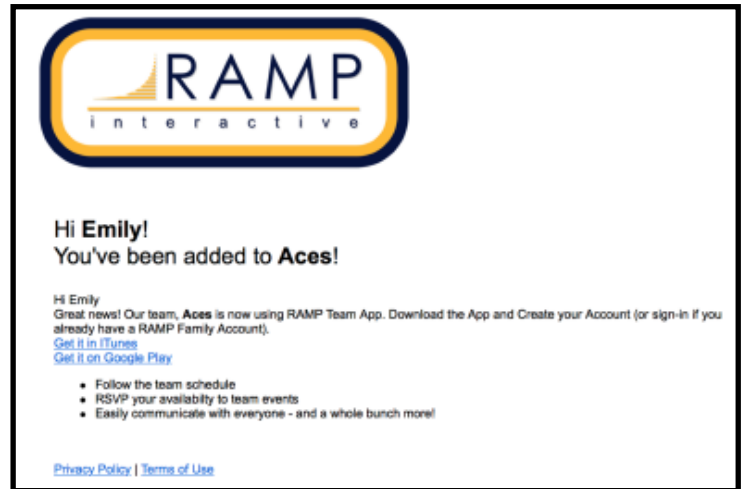 RAMP
interactive
Hi Emily!
You've been added to Aces!
Hi Emily
Great news! Our team, Aces is now using RAMP Team App. Download the App and Create your Account (or sign-in if you
already have a RAMP Family Account).
Get it in iTunes
Get it on Google Play
• Follow the team schedule
• RSVP your availabilty to team events
• Easily communicate with everyone - and a whole bunch more!
Privacy Policy | Terms of Use